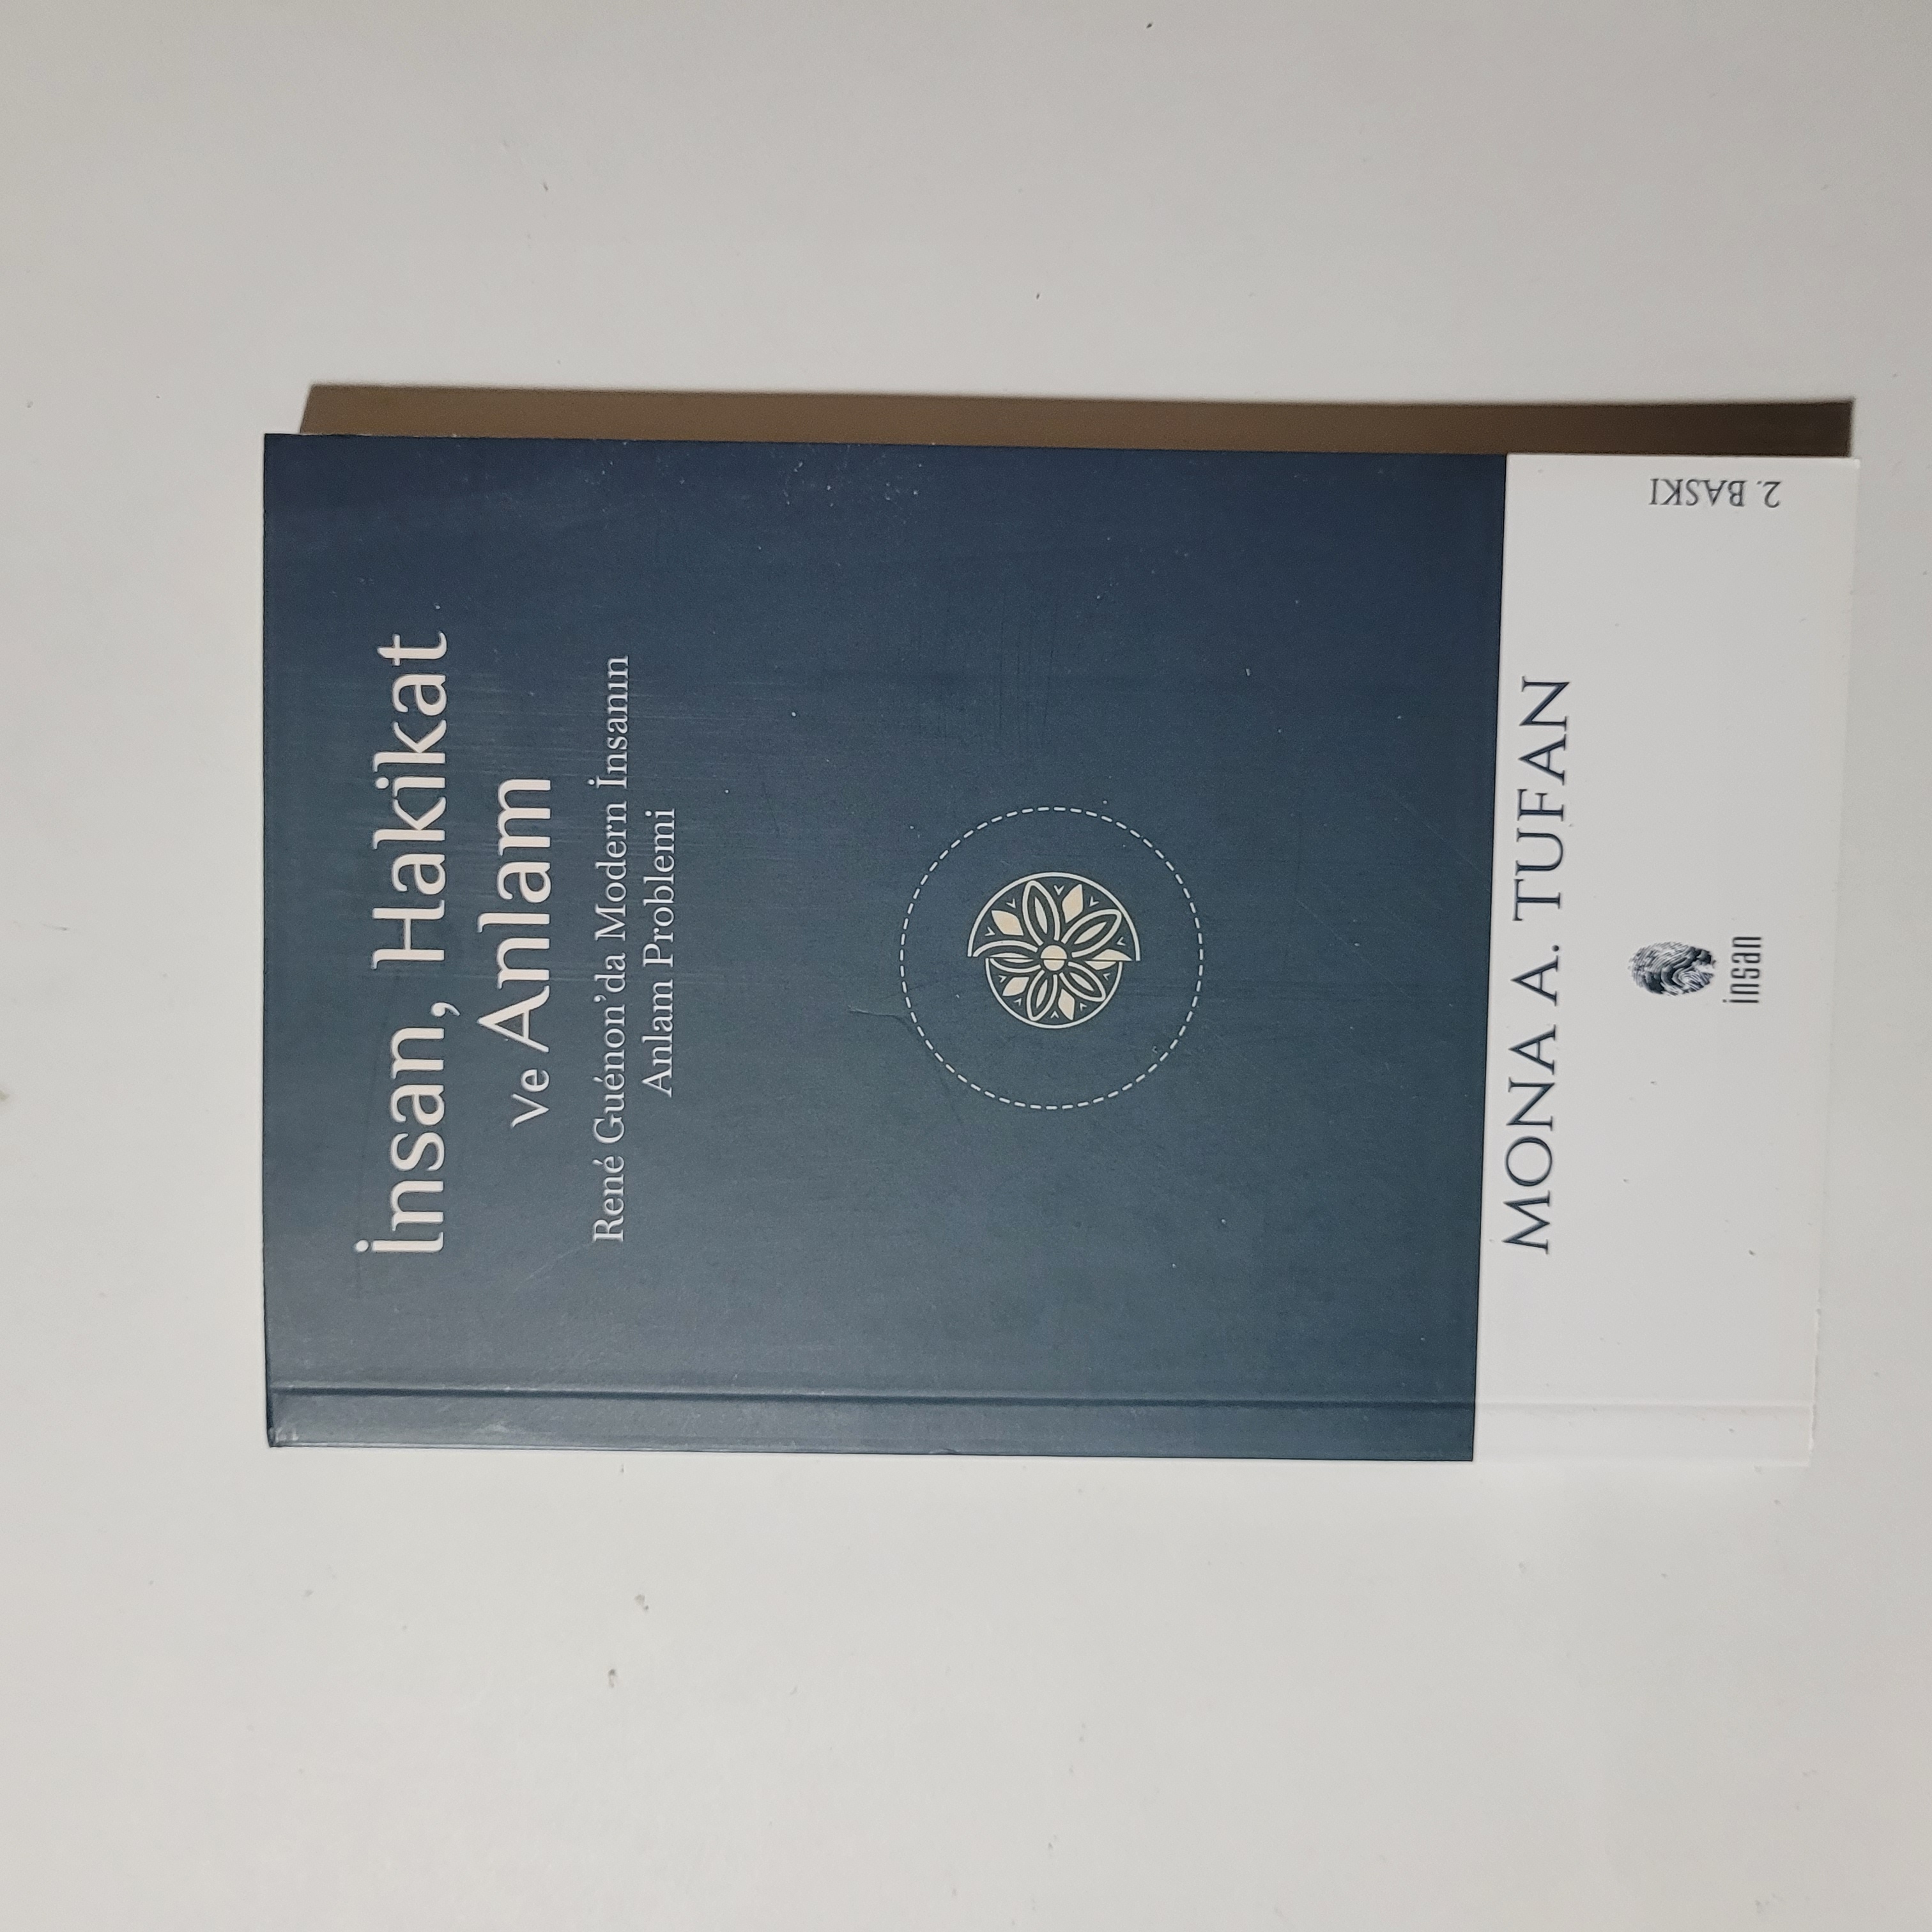 İnsan, Hakikat
ve Anlam
René Guénon’da Modern İnsanın
Anlam Problemi
MONA A. TUFAN
insan
2. BASKI